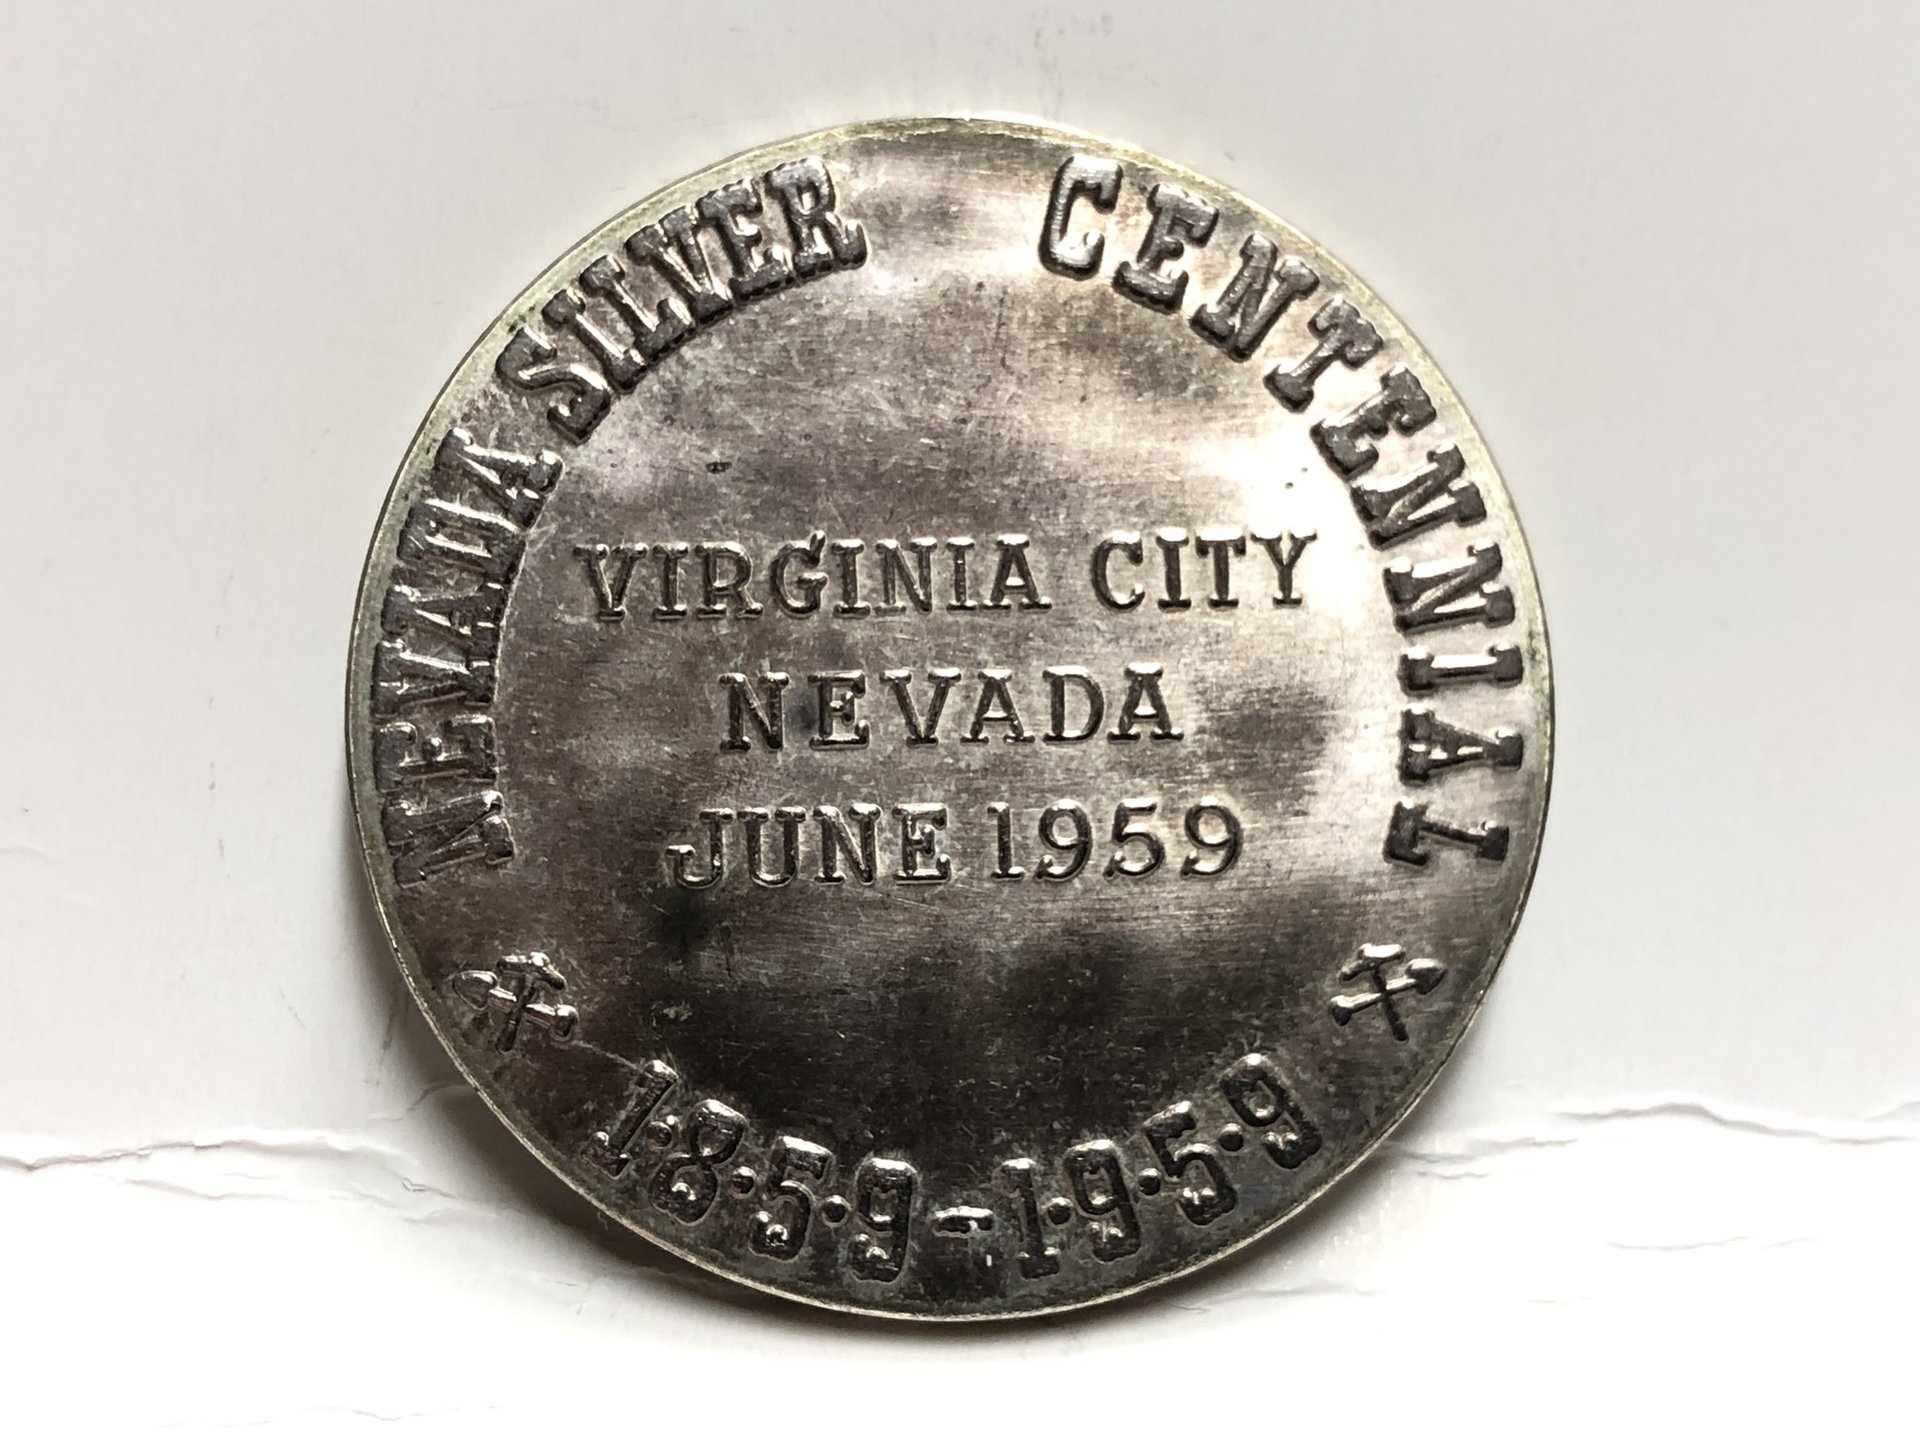 NEVADA SILVER CENTENNIAL
VIRGINIA CITY
NEVADA
JUNE 1959
1·8·5·9-1·9·5·9